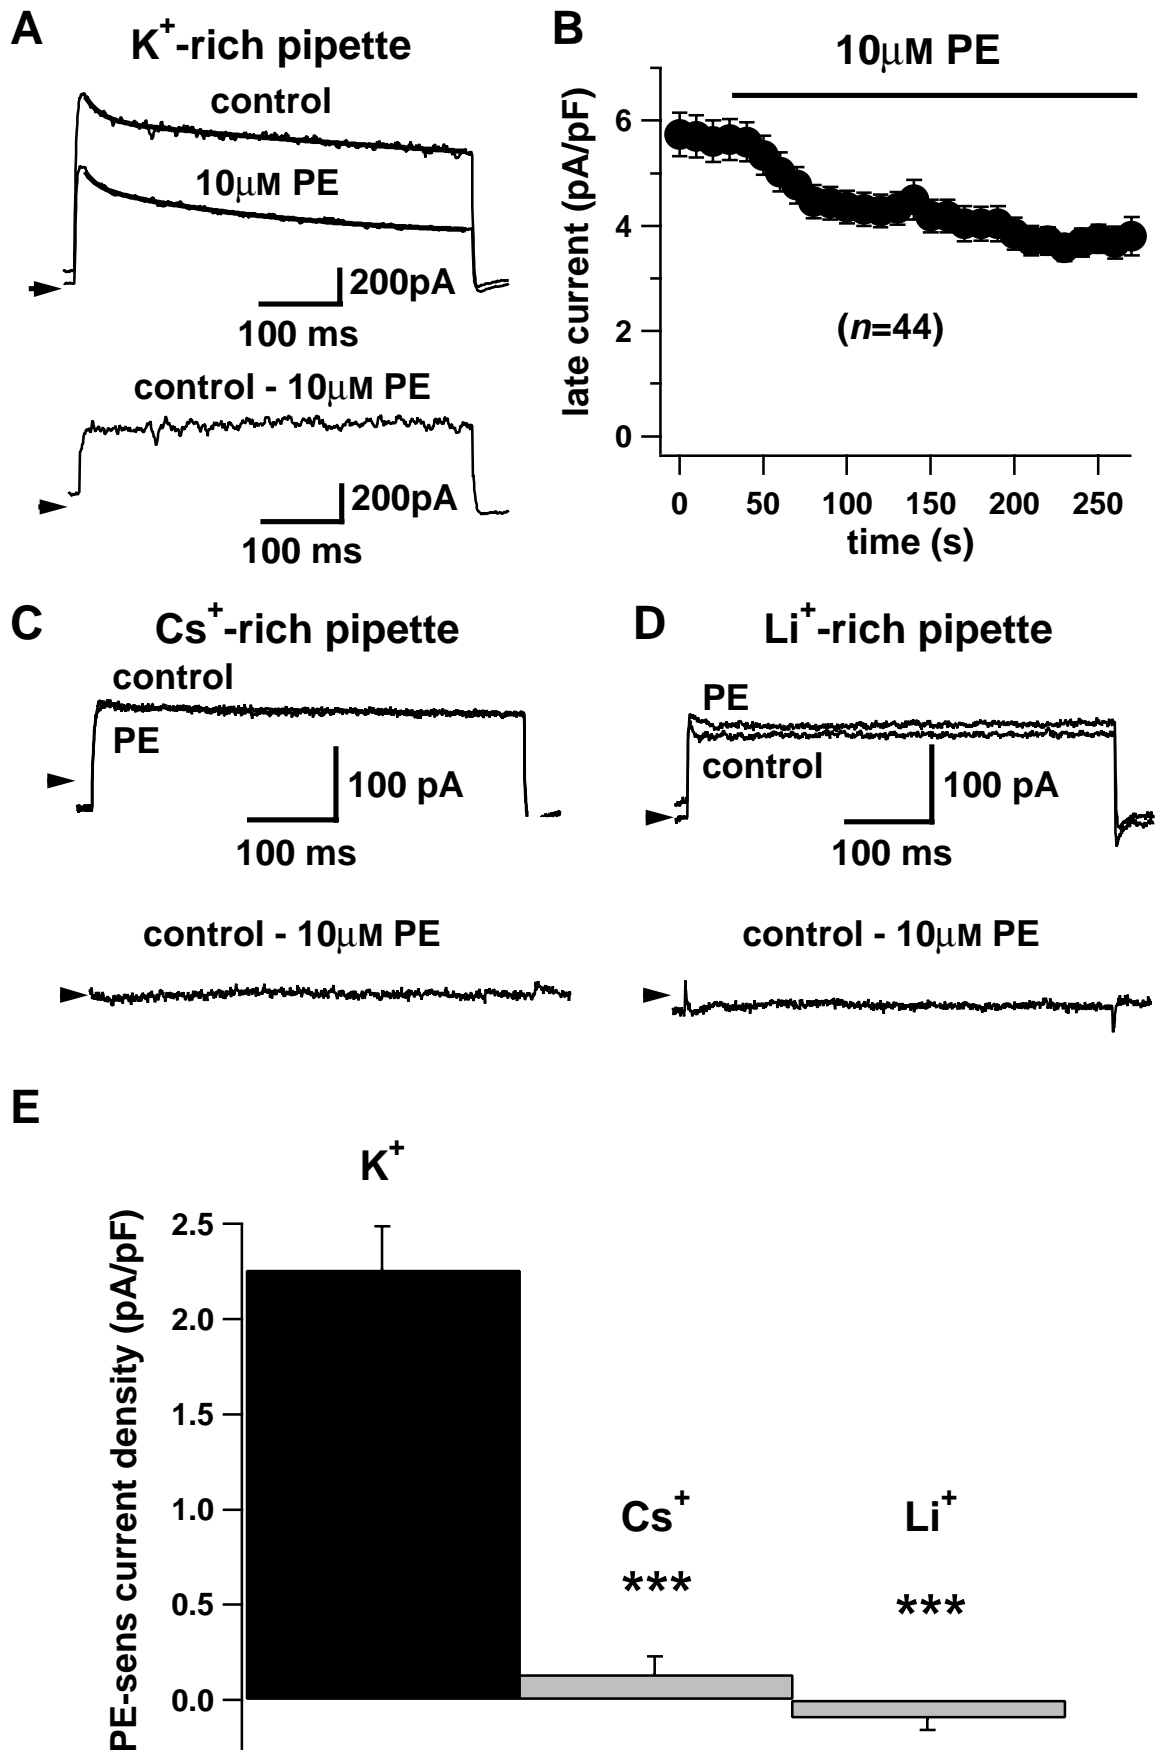 A
K+-rich pipette
control
10µM PE
200pA
100 ms
control - 10µM PE
200pA
100 ms
B
10µM PE
late current (pA/pF)
6
4
2
0
(n=44)
0 50 100 150 200 250
time (s)
C
Cs+-rich pipette
control
PE
100 pA
100 ms
control - 10µM PE
D
Li+-rich pipette
PE
control
100 pA
100 ms
control - 10µM PE
E
K+
PE-sens current density (pA/pF)
2.5
2.0
1.5
1.0
0.5
0.0
Cs+
***
Li+
***